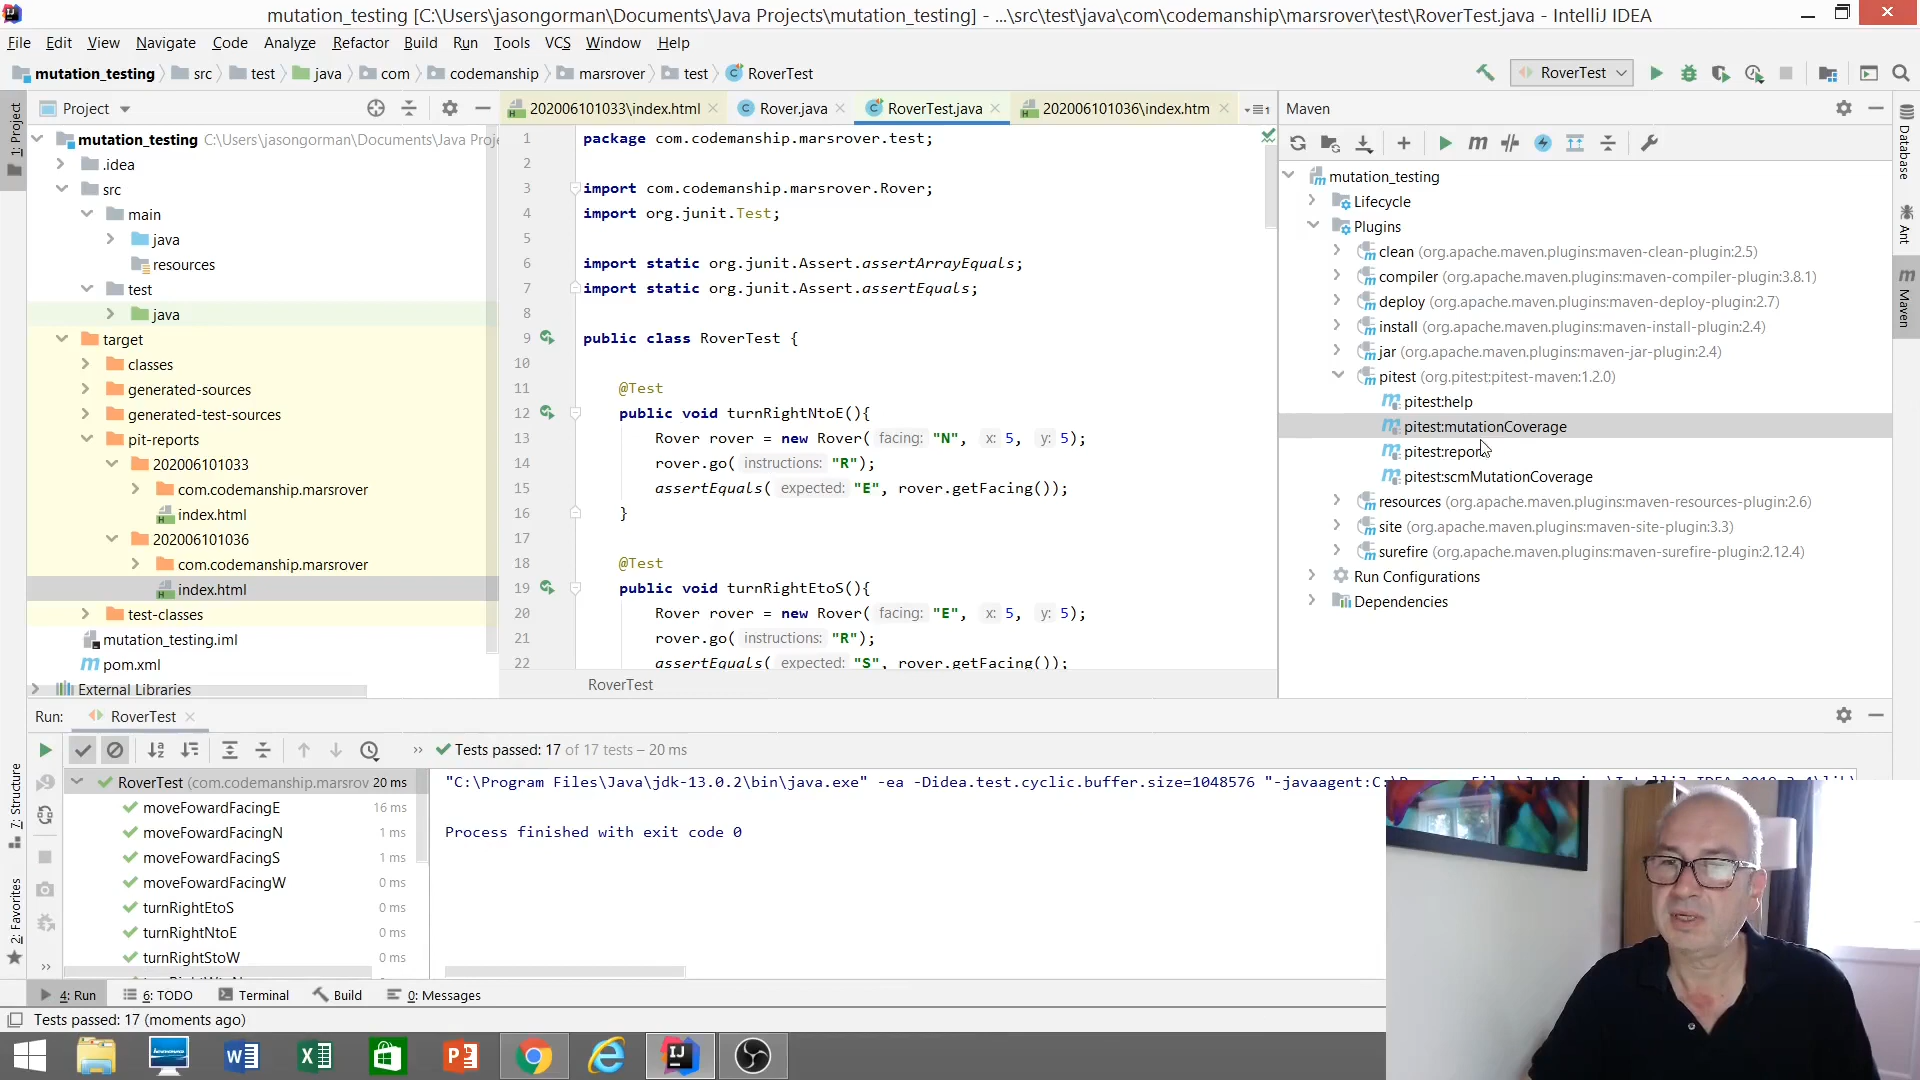 mutation_testing [C:\Users\jasongorman\Documents\Java Projects\mutation_testing] - ...\src\test\java\com\codemanship\marsrover\test\RoverTest.java - IntelliJ IDEA
File Edit View Navigate Code Analyze Refactor Build Run Tools VCS Window Help
mutation_testing src test java com codemanship marsrover test RoverTest
RoverTest
1: Project
Project
202006101033\index.html
Rover.java
RoverTest.java
202006101036\index.htm
1
Maven
mutation_testing C:\Users\jasongorman\Documents\Java Proje
.idea
src
main
java
resources
test
java
target
classes
generated-sources
generated-test-sources
pit-reports
202006101033
com.codemanship.marsrover
index.html
202006101036
com.codemanship.marsrover
index.html
test-classes
mutation_testing.iml
pom.xml
External Libraries
1 package com.codemanship.marsrover.test;
2
3 import com.codemanship.marsrover.Rover;
4 import org.junit.Test;
5
6 import static org.junit.Assert.assertArrayEquals;
7 import static org.junit.Assert.assertEquals;
8
9 public class RoverTest {
10
11 @Test
12 public void turnRightNtoE(){
13 Rover rover = new Rover( facing: "N", x: 5, y: 5);
14 rover.go( instructions: "R");
15 assertEquals( expected: "E", rover.getFacing());
16 }
17
18 @Test
19 public void turnRightEtoS(){
20 Rover rover = new Rover( facing: "E", x: 5, y: 5);
21 rover.go( instructions: "R");
22 assertEquals( expected: "S", rover.getFacing());
RoverTest
mutation_testing
Lifecycle
Plugins
clean (org.apache.maven.plugins:maven-clean-plugin:2.5)
compiler (org.apache.maven.plugins:maven-compiler-plugin:3.8.1)
deploy (org.apache.maven.plugins:maven-deploy-plugin:2.7)
install (org.apache.maven.plugins:maven-install-plugin:2.4)
jar (org.apache.maven.plugins:maven-jar-plugin:2.4)
pitest (org.pitest:pitest-maven:1.2.0)
pitest:help
pitest:mutationCoverage
pitest:report
pitest:scmMutationCoverage
resources (org.apache.maven.plugins:maven-resources-plugin:2.6)
site (org.apache.maven.plugins:maven-site-plugin:3.3)
surefire (org.apache.maven.plugins:maven-surefire-plugin:2.12.4)
Run Configurations
Dependencies
Database
Ant
Maven
Run: RoverTest
Tests passed: 17 of 17 tests – 20 ms
RoverTest (com.codemanship.marsrov 20 ms
moveFowardFacingE 16 ms
moveFowardFacingN 1 ms
moveFowardFacingS 1 ms
moveFowardFacingW 0 ms
turnRightEtoS 0 ms
turnRightNtoE 0 ms
turnRightStoW 0 ms
"C:\Program Files\Java\jdk-13.0.2\bin\java.exe" -ea -Didea.test.cyclic.buffer.size=1048576 "-javaagent:C:
Process finished with exit code 0
7: Structure
2: Favorites
4: Run 6: TODO Terminal Build 0: Messages
Tests passed: 17 (moments ago)